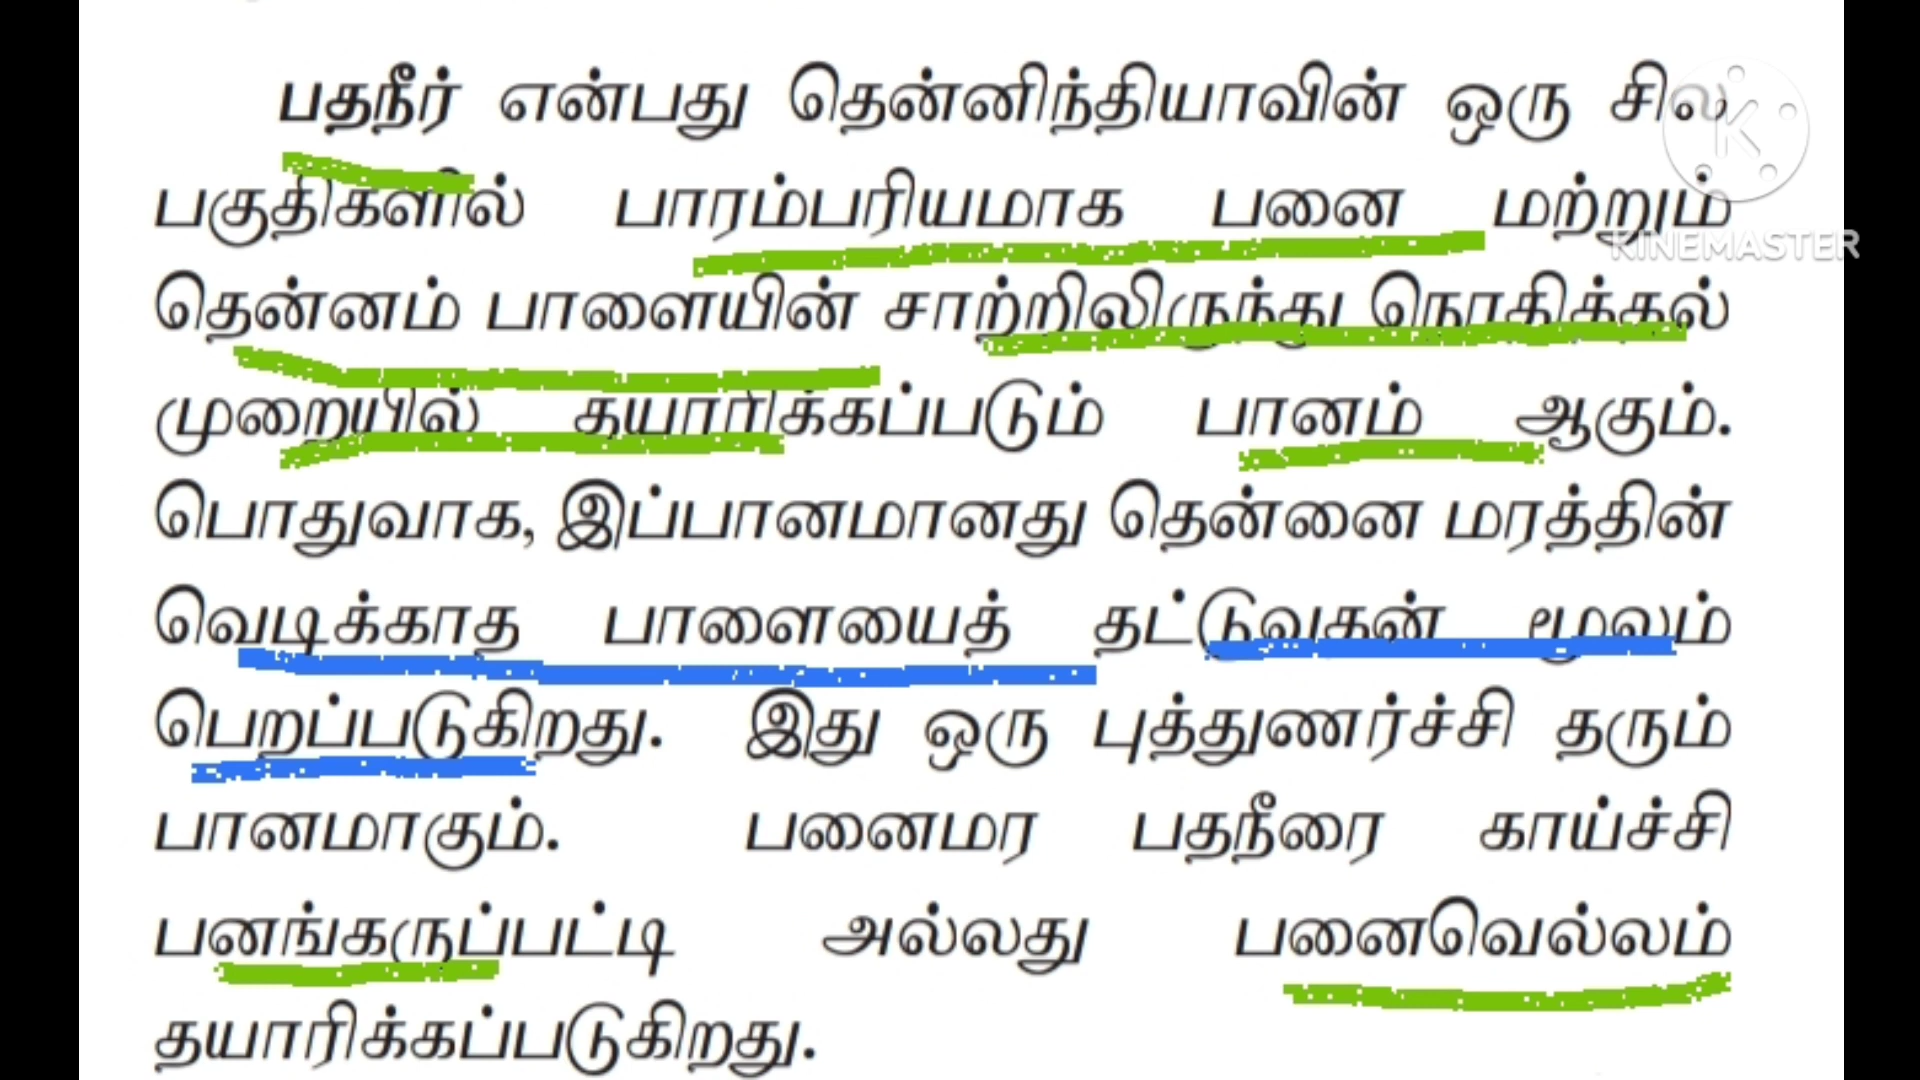 பதநீர் என்பது தென்னிந்தியாவின் ஒரு சில
பகுதிகளில் பாரம்பரியமாக பனை மற்றும்
KINEMASTER
தென்னம் பாளையின் சாற்றிலிருந்து நொதித்தல்
முறையில் தயாரிக்கப்படும் பானம் ஆகும்.
பொதுவாக, இப்பானமானது தென்னை மரத்தின்
வெடிக்காத பாளையைத் தட்டுவதன் மூலம்
பெறப்படுகிறது. இது ஒரு புத்துணர்ச்சி தரும்
பானமாகும். பனைமர பதநீரை காய்ச்சி
பனங்கருப்பட்டி அல்லது பனைவெல்லம்
தயாரிக்கப்படுகிறது.